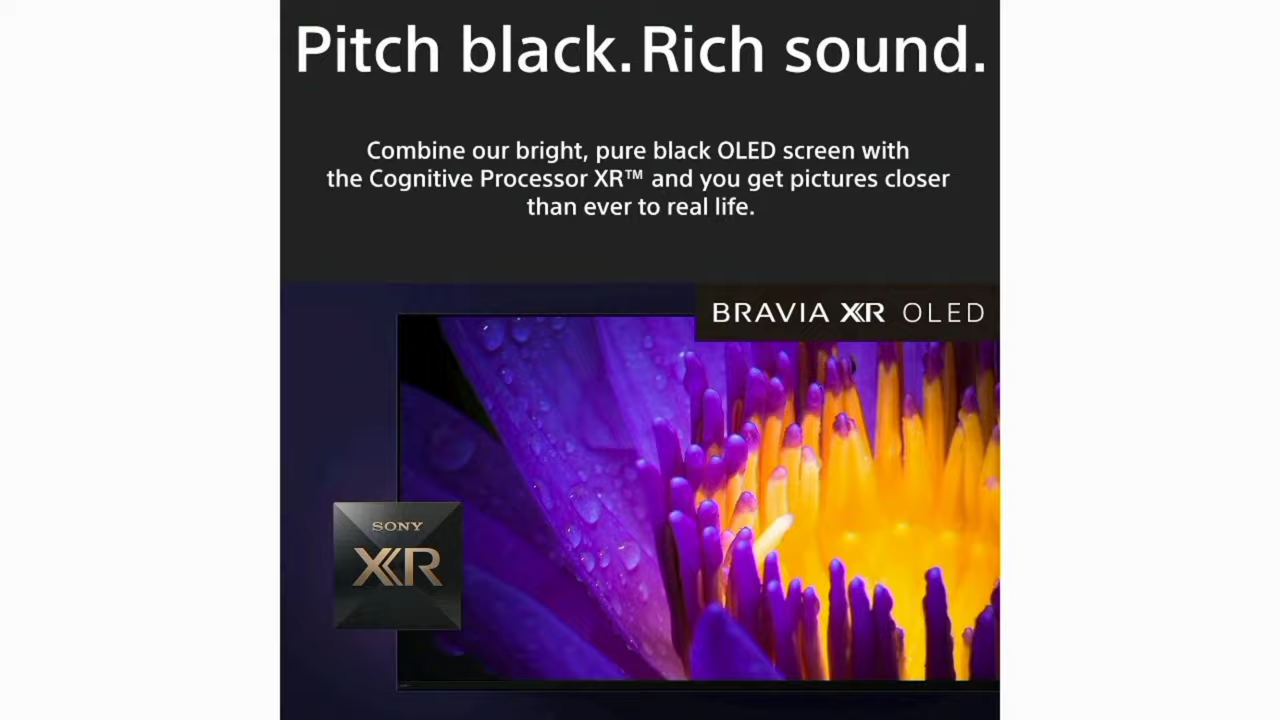 Pitch black. Rich sound.
Combine our bright, pure black OLED screen with
the Cognitive Processor XR™ and you get pictures closer
than ever to real life.
BRAVIA XR OLED
SONY
XR